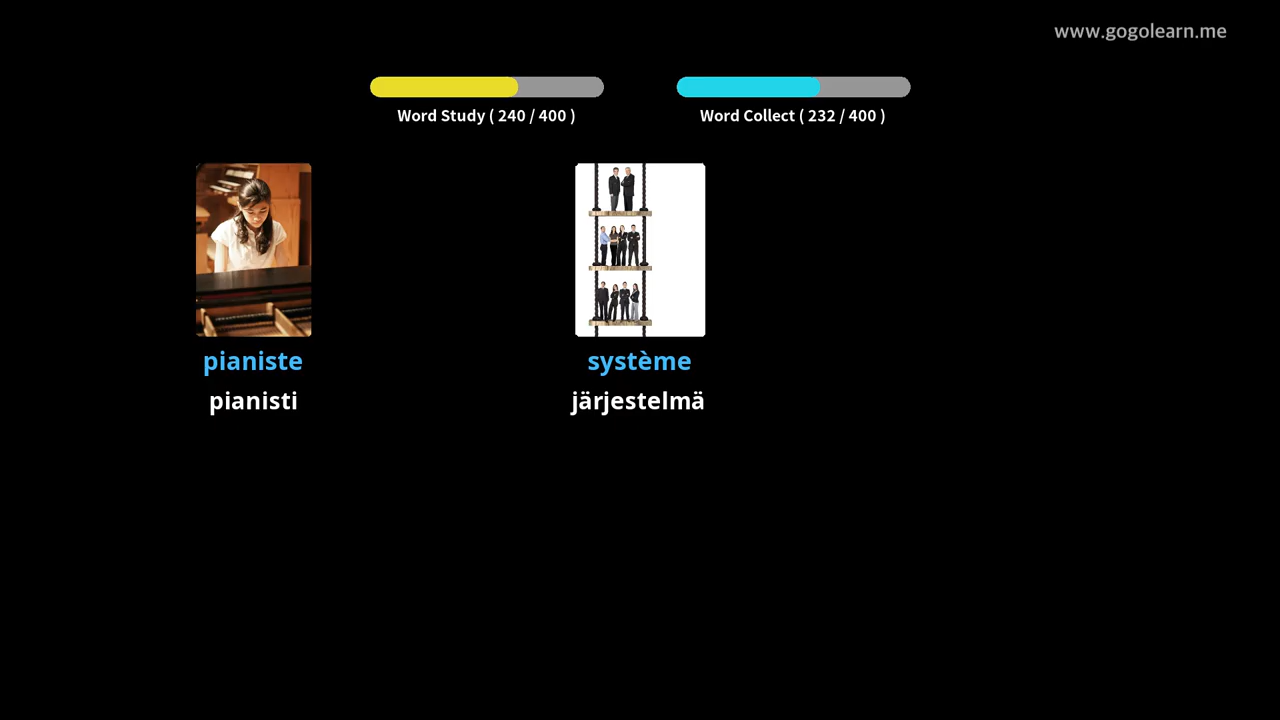 www.gogolearn.me
Word Study ( 240 / 400 )
Word Collect ( 232 / 400 )
pianiste
pianisti
système
järjestelmä